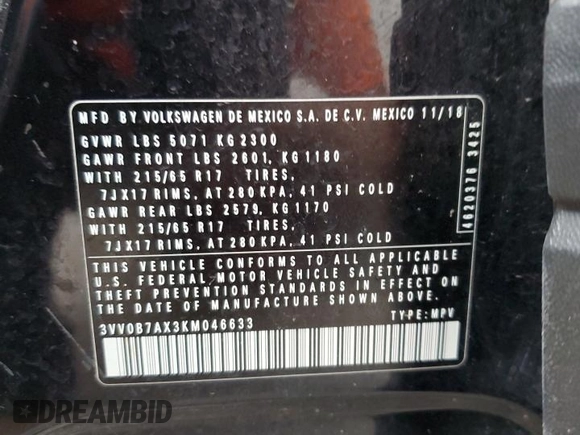 MFD BY VOLKSWAGEN DE MEXICO S.A. DE C.V. MEXICO 11/18
GVWR LBS 5071 KG 2300
GAWR FRONT LBS 2601, KG 1180
WITH 215/65 R17 TIRES,
7JX17 RIMS, AT 280 KPA, 41 PSI COLD
GAWR REAR LBS 2579, KG 1170
WITH 215/65 R17 TIRES,
7JX17 RIMS, AT 280 KPA, 41 PSI COLD
THIS VEHICLE CONFORMS TO ALL APPLICABLE
U.S. FEDERAL MOTOR VEHICLE SAFETY AND
THEFT PREVENTION STANDARDS IN EFFECT ON
THE DATE OF MANUFACTURE SHOWN ABOVE.
3VV0B7AX3KM046633 TYPE: MPV
4620376 3425
DREAMBID